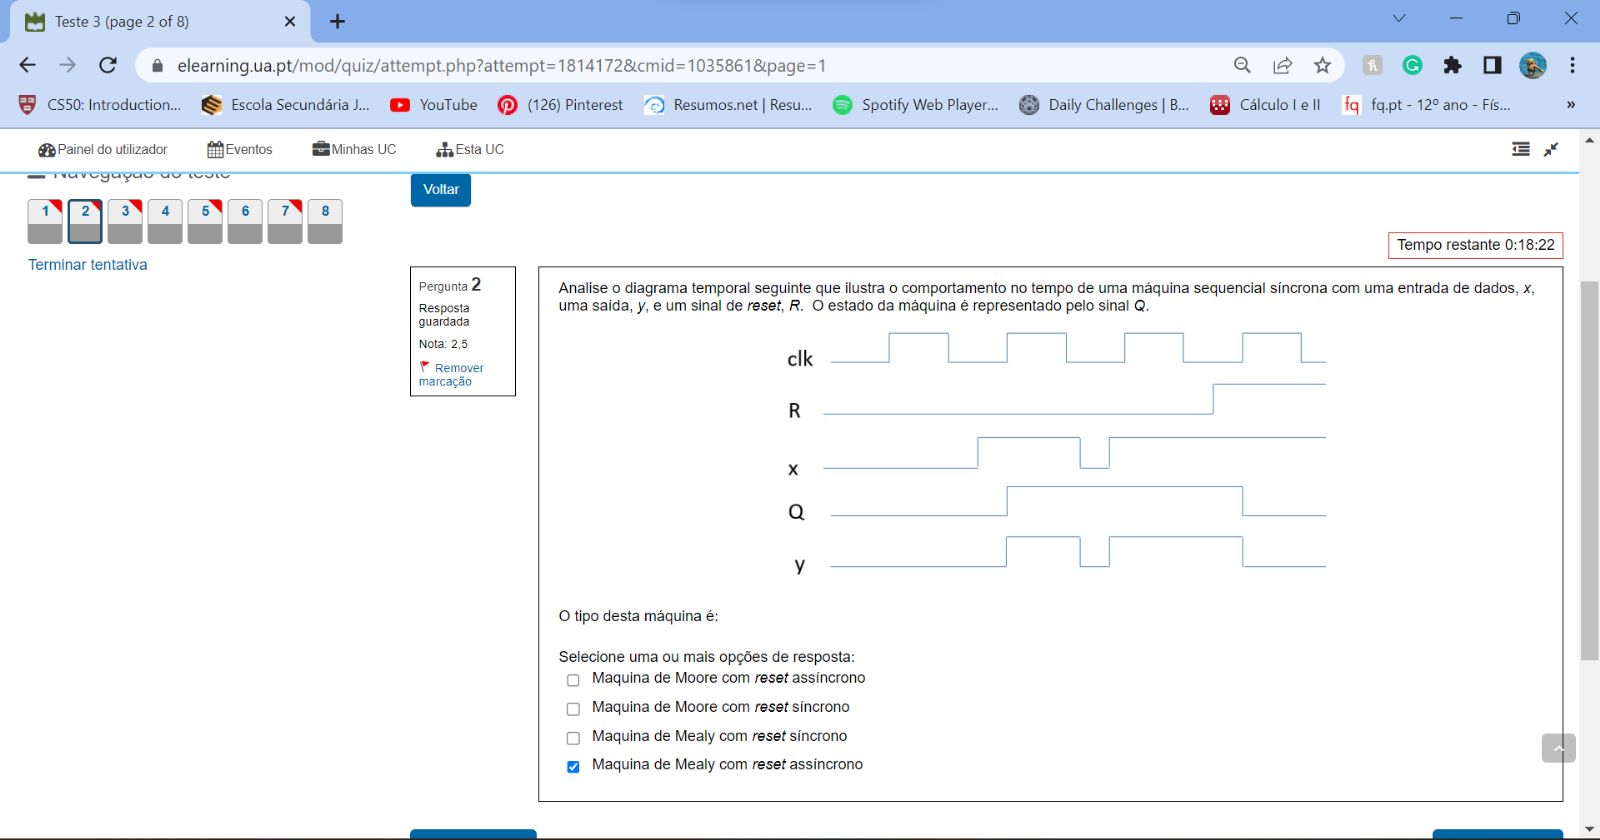 Teste 3 (page 2 of 8)
elearning.ua.pt/mod/quiz/attempt.php?attempt=1814172&cmid=1035861&page=1
CS50: Introduction... Escola Secundária J... YouTube (126) Pinterest Resumos.net | Resu... Spotify Web Player... Daily Challenges | B... Cálculo I e II fq fq.pt - 12º ano - Fís... »
Painel do utilizador Eventos Minhas UC Esta UC
Navegação do teste
Voltar
1 2 3 4 5 6 7 8
Terminar tentativa
Tempo restante 0:18:22
Pergunta 2
Resposta
guardada
Nota: 2,5
Remover
marcação
Analise o diagrama temporal seguinte que ilustra o comportamento no tempo de uma máquina sequencial síncrona com uma entrada de dados, x,
uma saída, y, e um sinal de reset, R. O estado da máquina é representado pelo sinal Q.
clk
R
x
Q
y
O tipo desta máquina é:
Selecione uma ou mais opções de resposta:
Maquina de Moore com reset assíncrono
Maquina de Moore com reset síncrono
Maquina de Mealy com reset síncrono
Maquina de Mealy com reset assíncrono